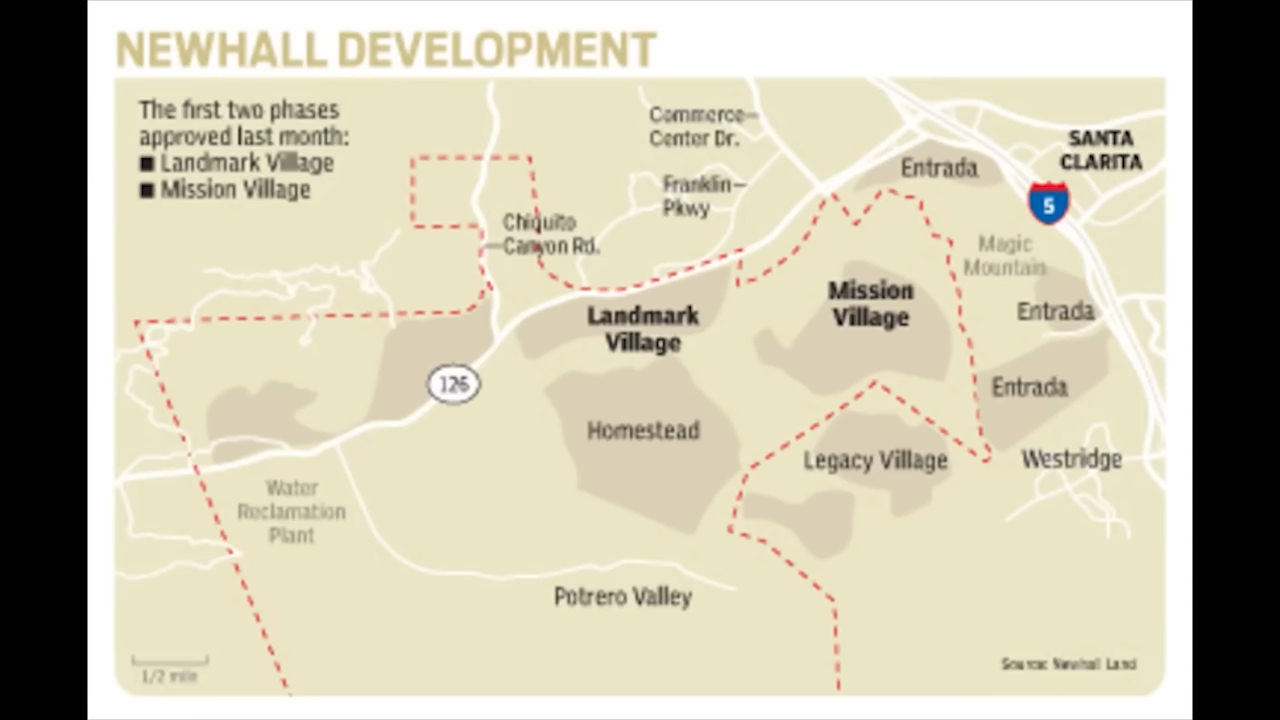 NEWHALL DEVELOPMENT
The first two phases
approved last month:
■ Landmark Village
■ Mission Village
Commerce
Center Dr.
SANTA
CLARITA
Entrada
Franklin
Pkwy
5
Chiquito
Canyon Rd.
Magic
Mountain
Mission
Village
Entrada
Landmark
Village
126
Entrada
Homestead
Legacy Village
Westridge
Water
Reclamation
Plant
Potrero Valley
1/2 mile
Source: Newhall Land